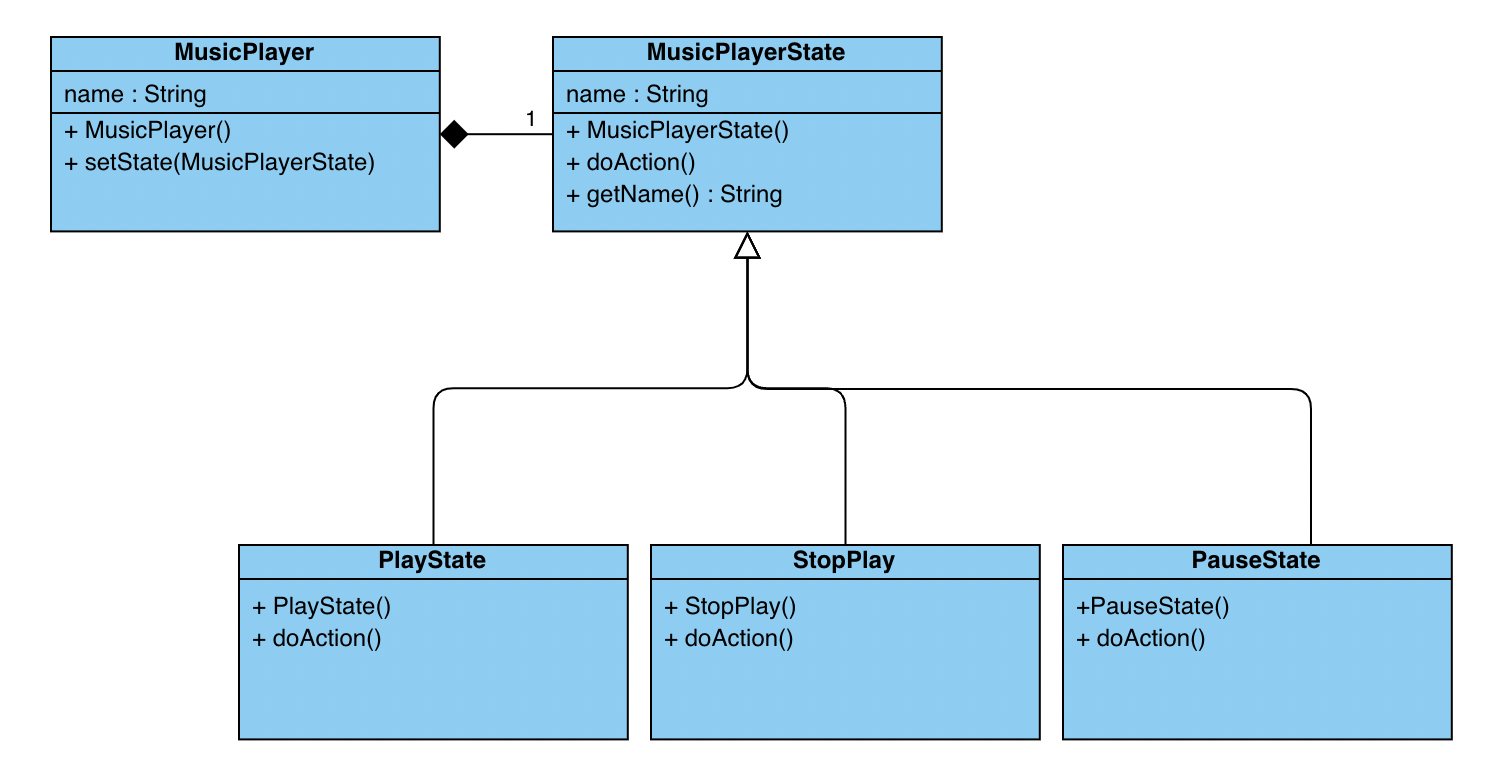 MusicPlayer
name : String
+ MusicPlayer()
+ setState(MusicPlayerState)
1
MusicPlayerState
name : String
+ MusicPlayerState()
+ doAction()
+ getName() : String
PlayState
+ PlayState()
+ doAction()
StopPlay
+ StopPlay()
+ doAction()
PauseState
+PauseState()
+ doAction()